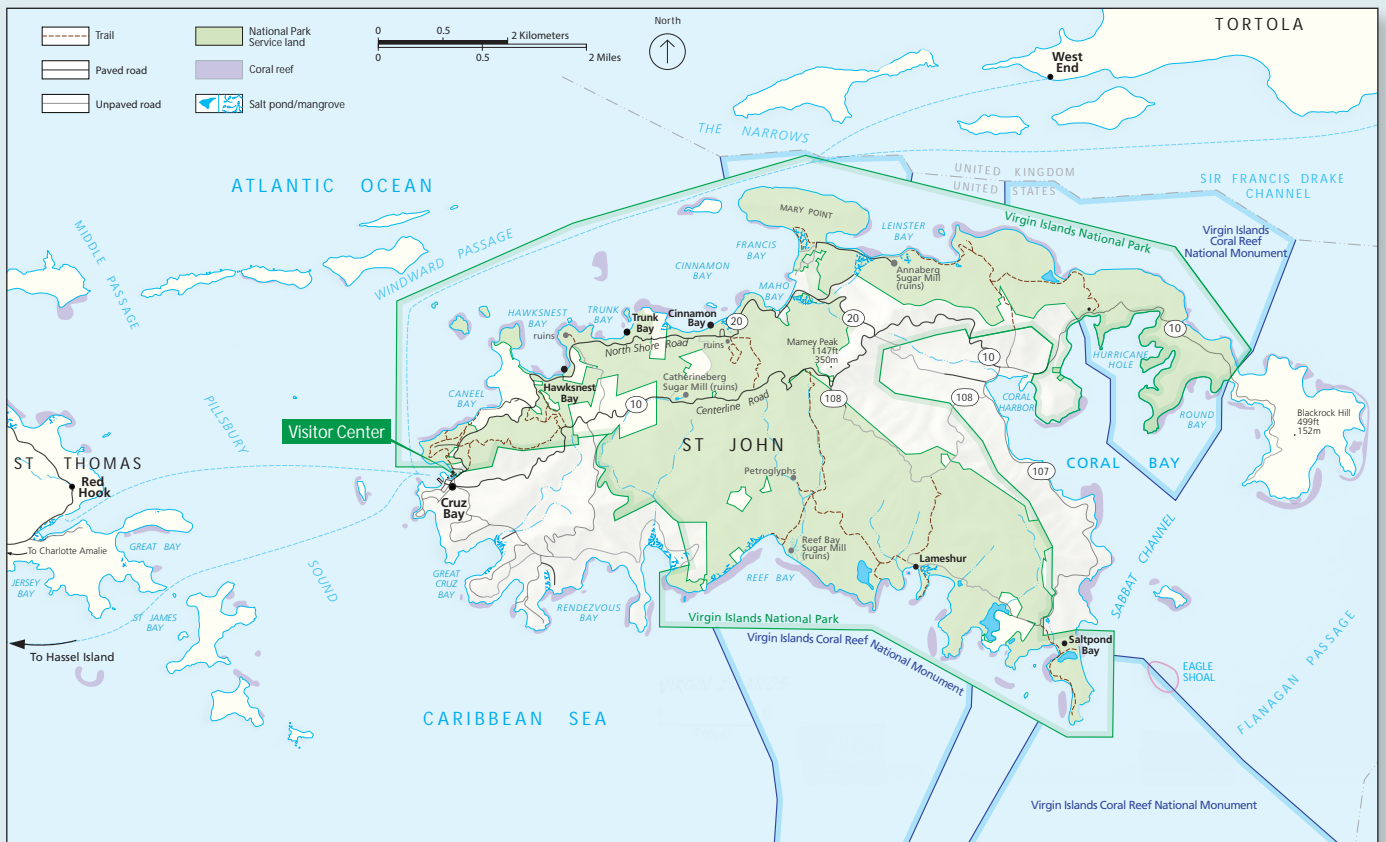 Trail
Paved road
Unpaved road
National Park
Service land
Coral reef
Salt pond/mangrove
0
0.5
2 Kilometers
0
0.5
2 Miles
North
TORTOLA
West
End
THE NARROWS
ATLANTIC OCEAN
UNITED KINGDOM
UNITED STATES
SIR FRANCIS DRAKE
CHANNEL
MIDDLE PASSAGE
WINDWARD PASSAGE
MARY POINT
LEINSTER
BAY
Virgin Islands National Park
Virgin Islands
Coral Reef
National Monument
FRANCIS
BAY
CINNAMON
BAY
MAHO
BAY
Annaberg
Sugar Mill
(ruins)
HAWKSNEST
BAY
TRUNK
BAY
Trunk
Bay
Cinnamon
Bay
20
20
10
ruins
ruins
North Shore Road
Mamey Peak
1147ft
350m
10
HURRICANE
HOLE
Hawksnest
Bay
Catherineberg
Sugar Mill (ruins)
CANEEL
BAY
10
Centerline Road
108
108
CORAL
HARBOR
ROUND
BAY
Blackrock Hill
499ft
152m
PILLSBURY
SOUND
Visitor Center
ST JOHN
CORAL BAY
ST THOMAS
Red
Hook
Cruz
Bay
Petroglyphs
107
To Charlotte Amalie
GREAT BAY
JERSEY
BAY
ST JAMES
BAY
GREAT
CRUZ
BAY
RENDEZVOUS
BAY
REEF BAY
Reef Bay
Sugar Mill
(ruins)
Lameshur
SABBAT CHANNEL
Virgin Islands National Park
Virgin Islands Coral Reef National Monument
Saltpond
Bay
To Hassel Island
EAGLE
SHOAL
FLANAGAN PASSAGE
CARIBBEAN SEA
Virgin Islands Coral Reef National Monument